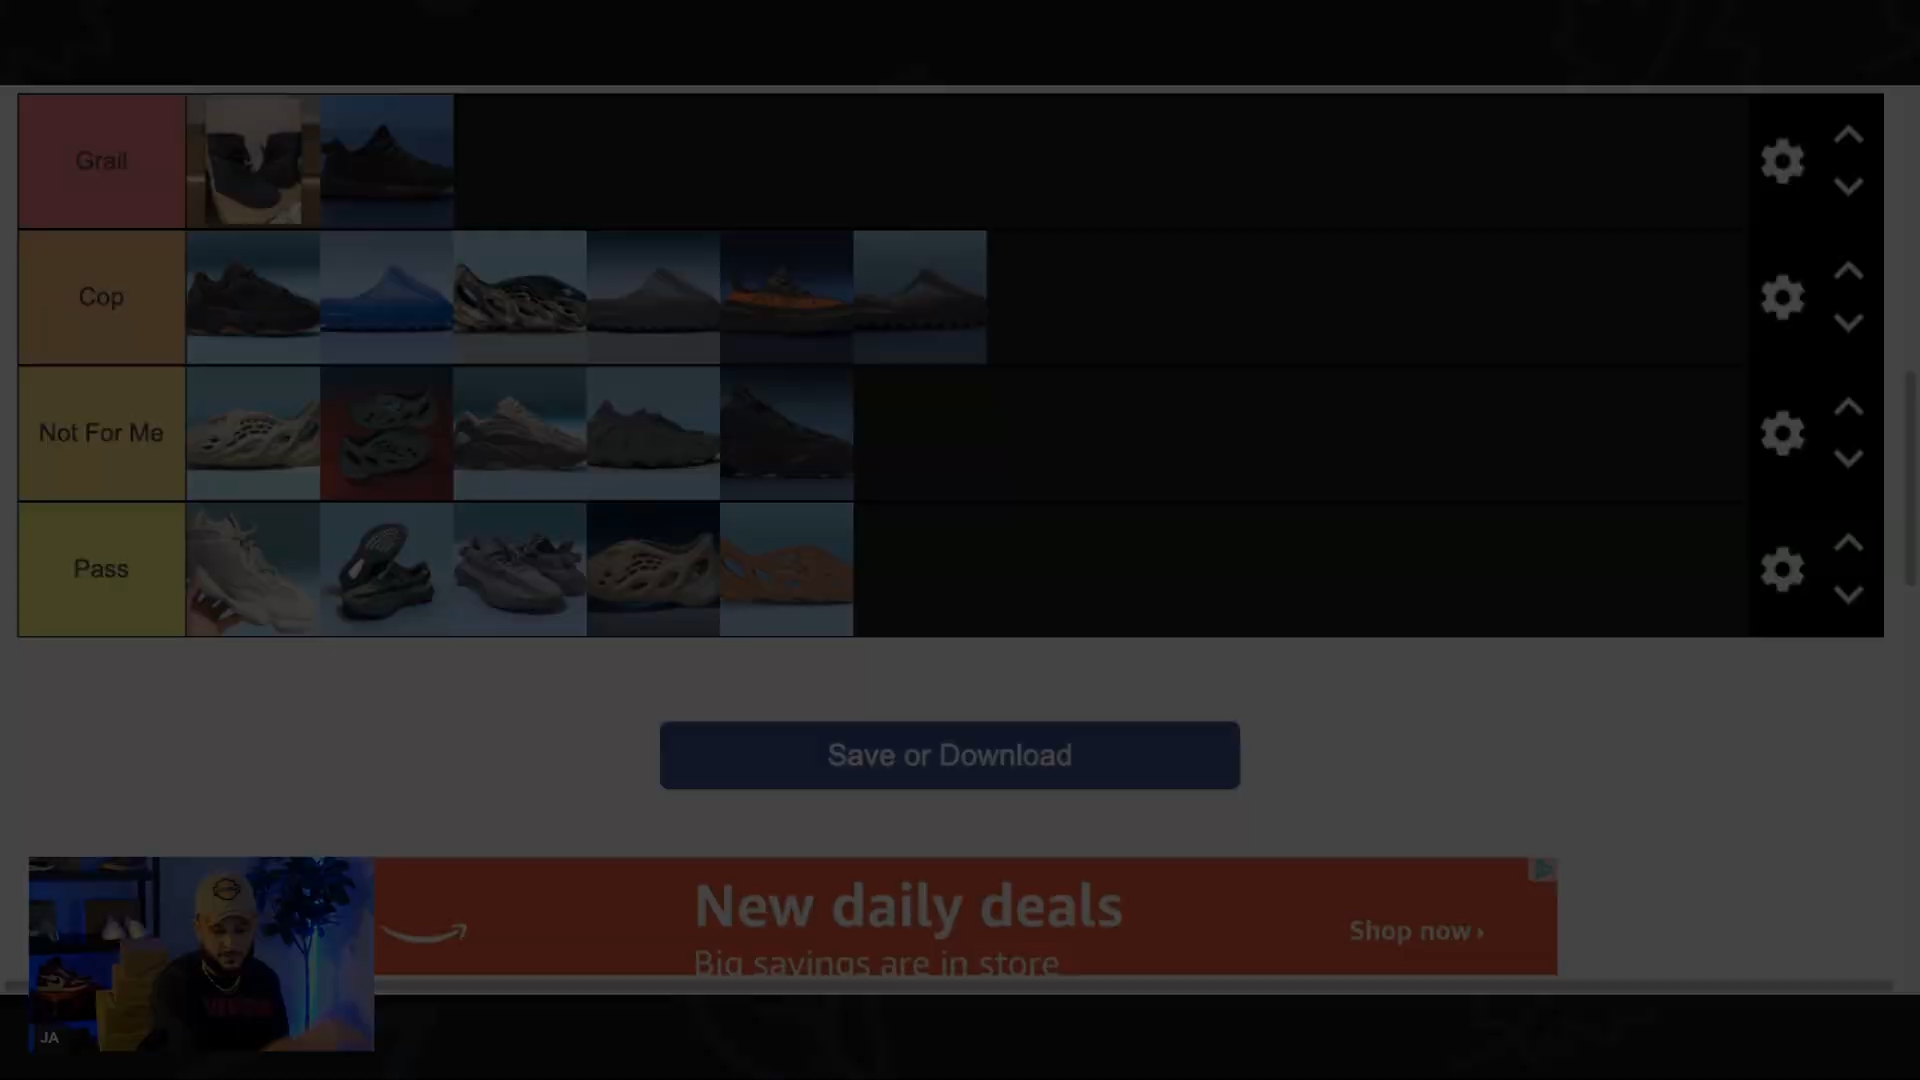 Grail
Cop
Not For Me
Pass
Save or Download
New daily deals
Big savings are in store
Shop now ›
JA